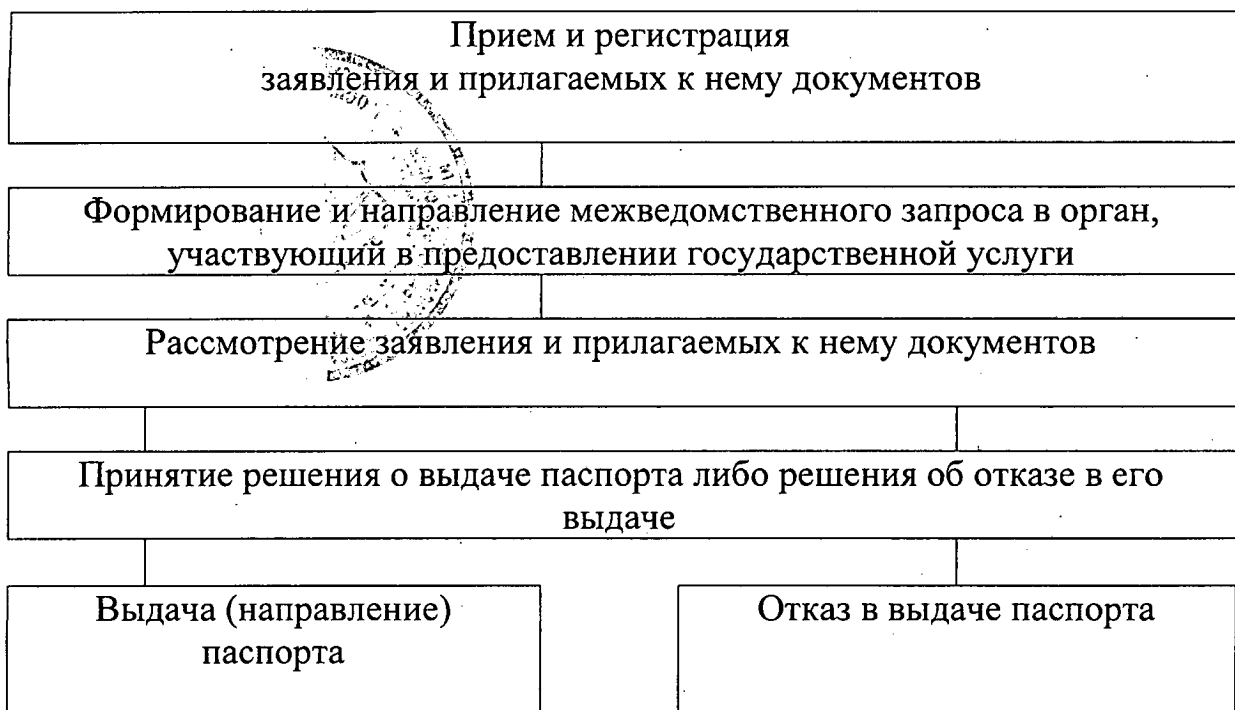 Прием и регистрация
заявления и прилагаемых к нему документов
Формирование и направление межведомственного запроса в орган,
участвующий в предоставлении государственной услуги
Рассмотрение заявления и прилагаемых к нему документов
Принятие решения о выдаче паспорта либо решения об отказе в его
выдаче
Выдача (направление)
паспорта
Отказ в выдаче паспорта